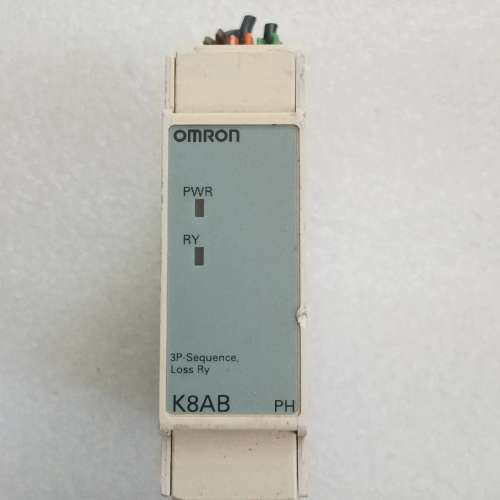 OMRON
PWR
RY
3P-Sequence,
Loss Ry
K8AB PH